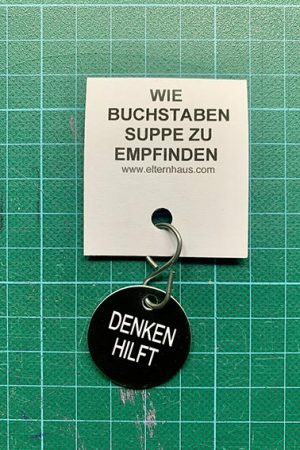 WIE
BUCHSTABEN
SUPPE ZU
EMPFINDEN
www.elternhaus.com
DENKEN
HILFT